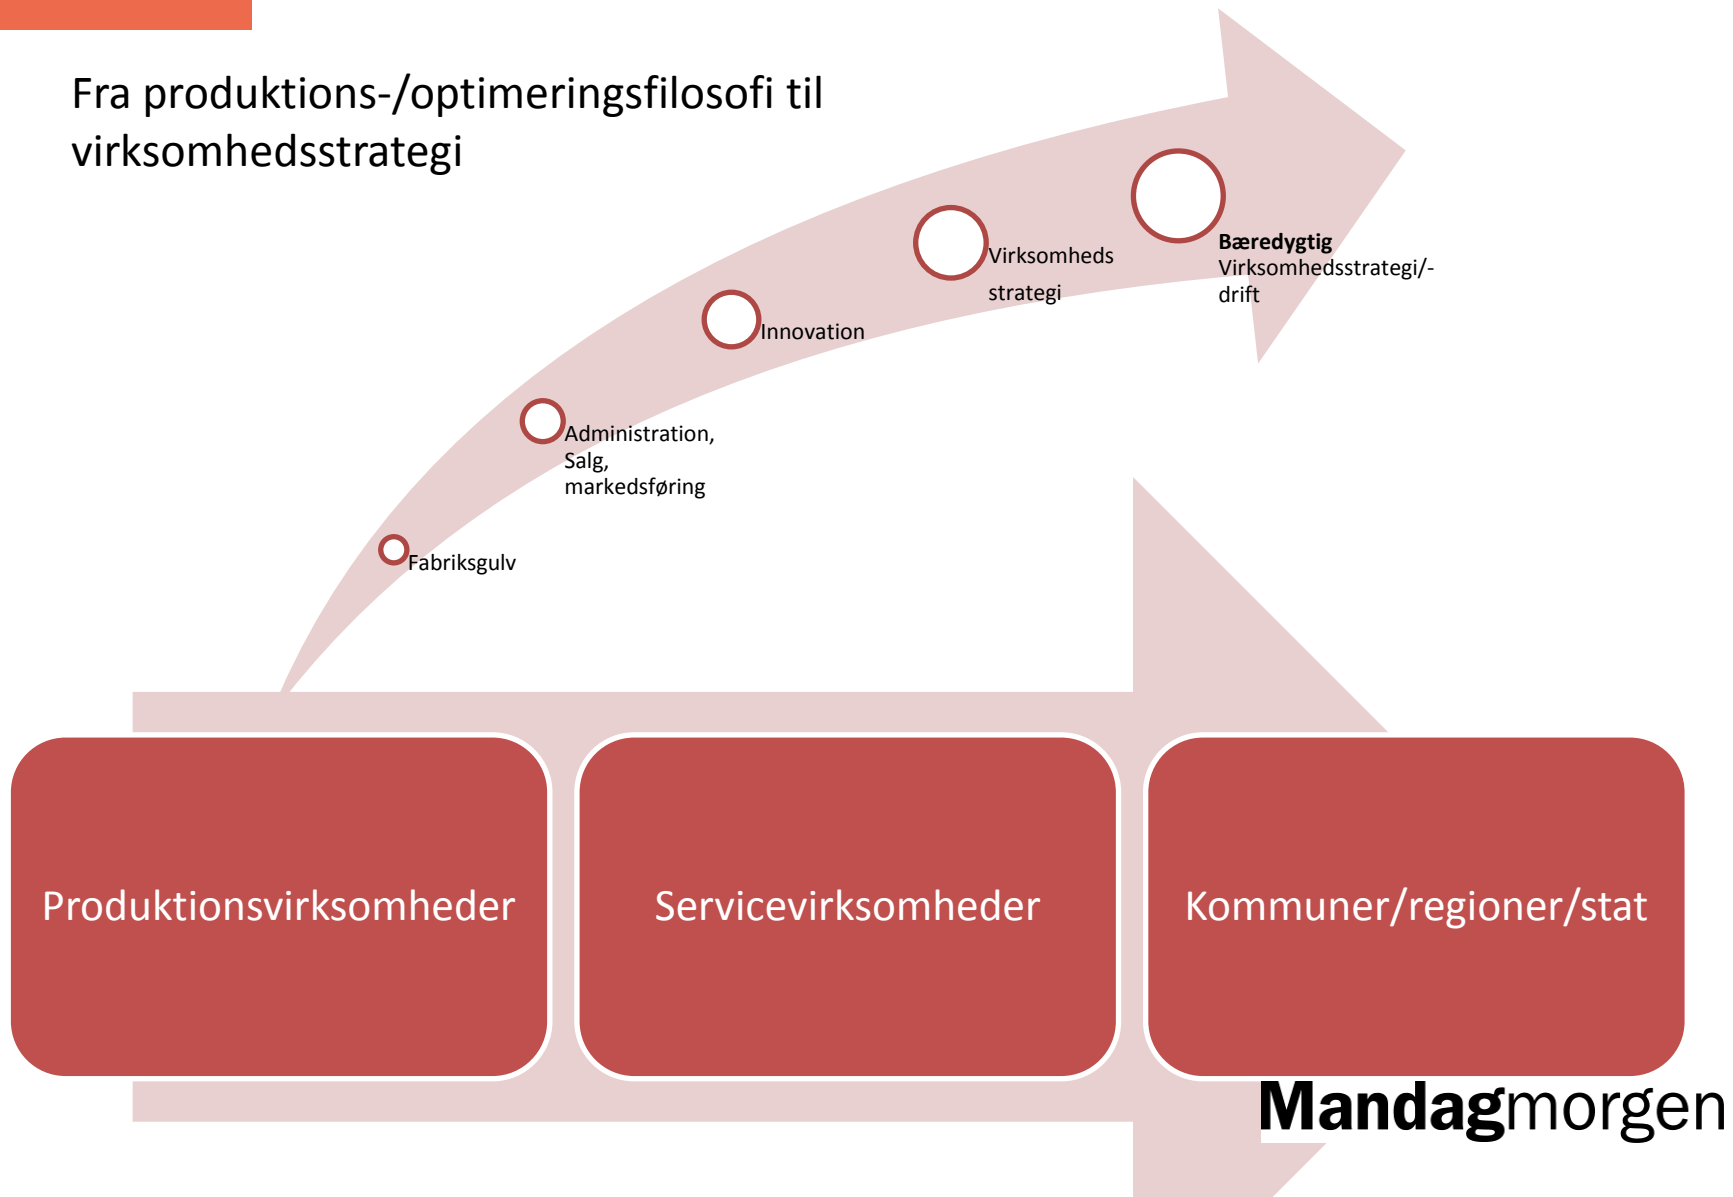 Fra produktions-/optimeringsfilosofi til
virksomhedsstrategi
Bæredygtig
Virksomhedsstrategi/-
drift
Virksomheds
strategi
Innovation
Administration,
Salg,
markedsføring
Fabriksgulv
Produktionsvirksomheder
Servicevirksomheder
Kommuner/regioner/stat
Mandagmorgen